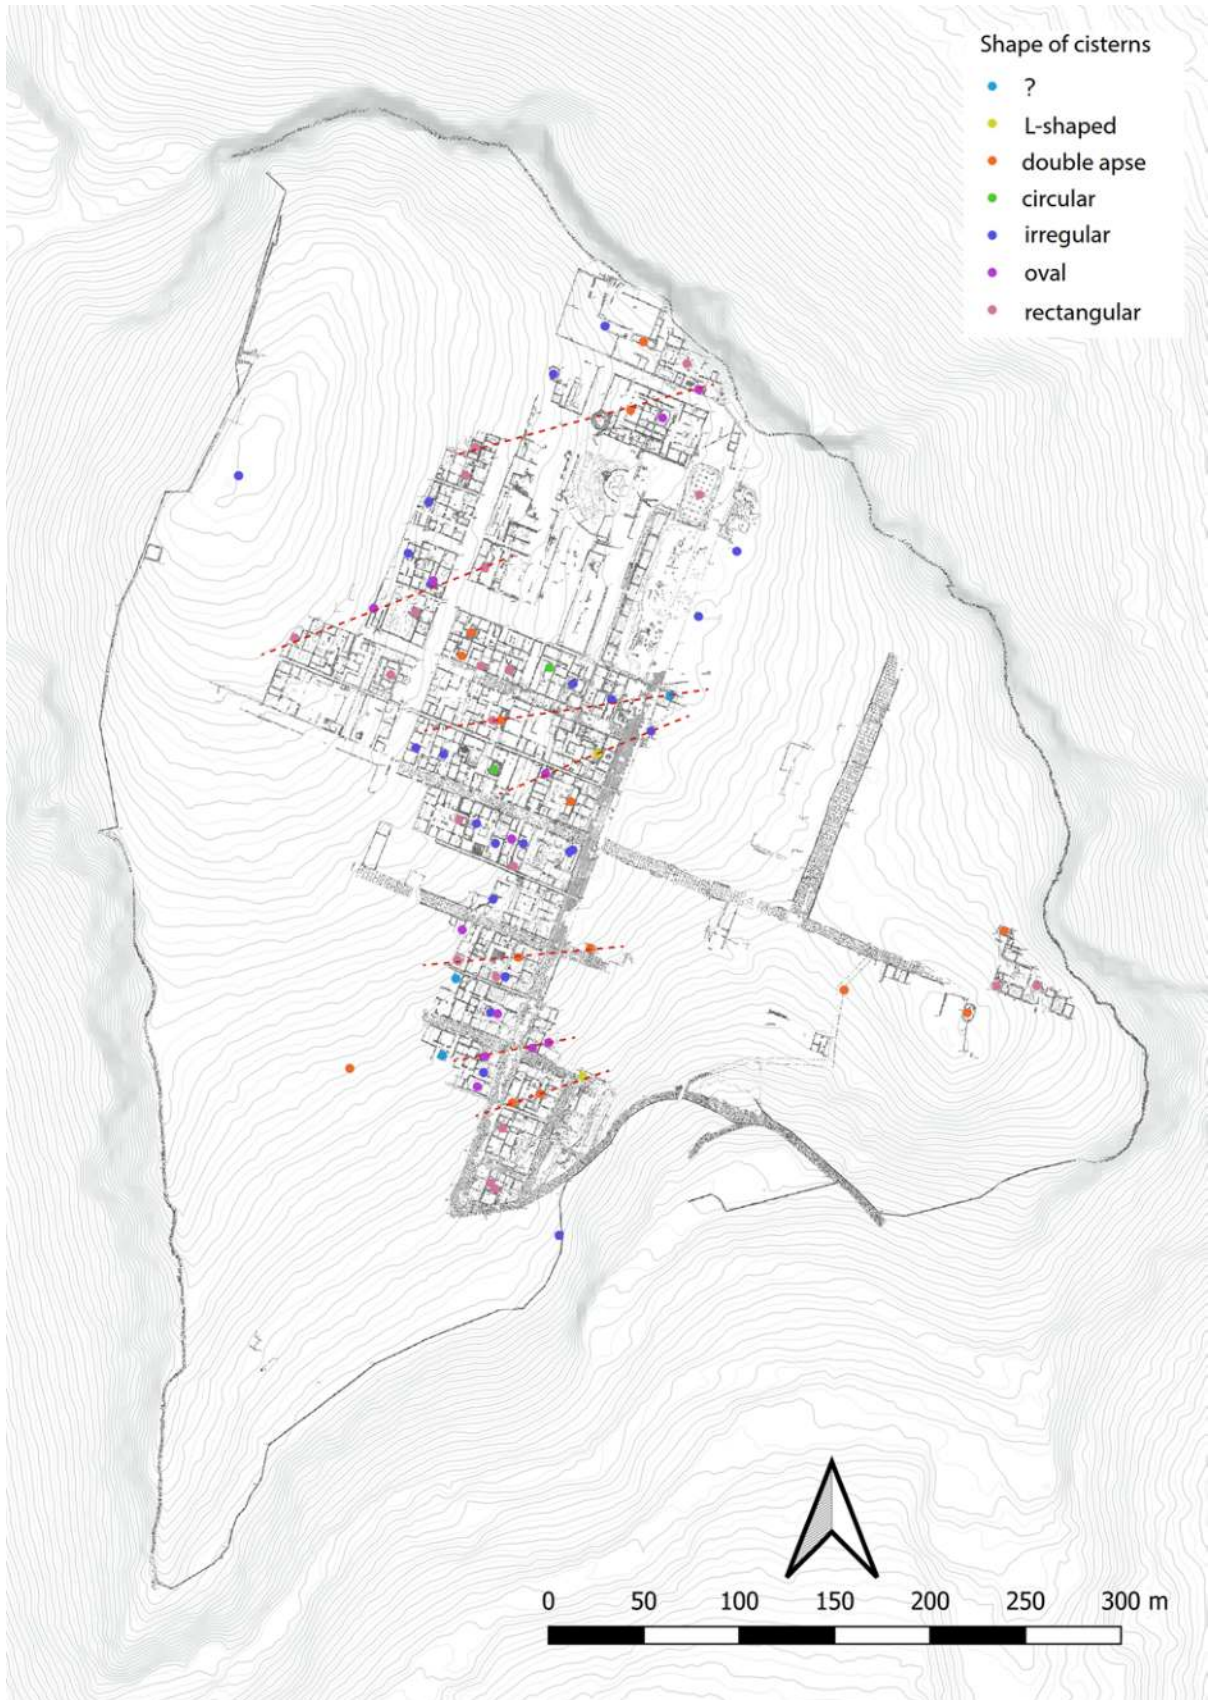 Shape of cisterns
?
L-shaped
double apse
circular
irregular
oval
rectangular
0 50 100 150 200 250 300 m